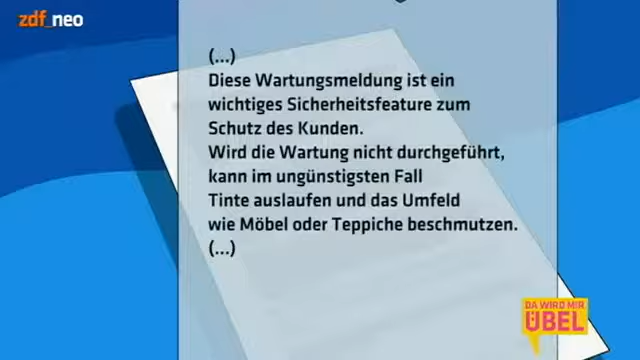 zdf_neo
(...)
Diese Wartungsmeldung ist ein
wichtiges Sicherheitsfeature zum
Schutz des Kunden.
Wird die Wartung nicht durchgeführt,
kann im ungünstigsten Fall
Tinte auslaufen und das Umfeld
wie Möbel oder Teppiche beschmutzen.
(...)
DA WIRD MIR
ÜBEL